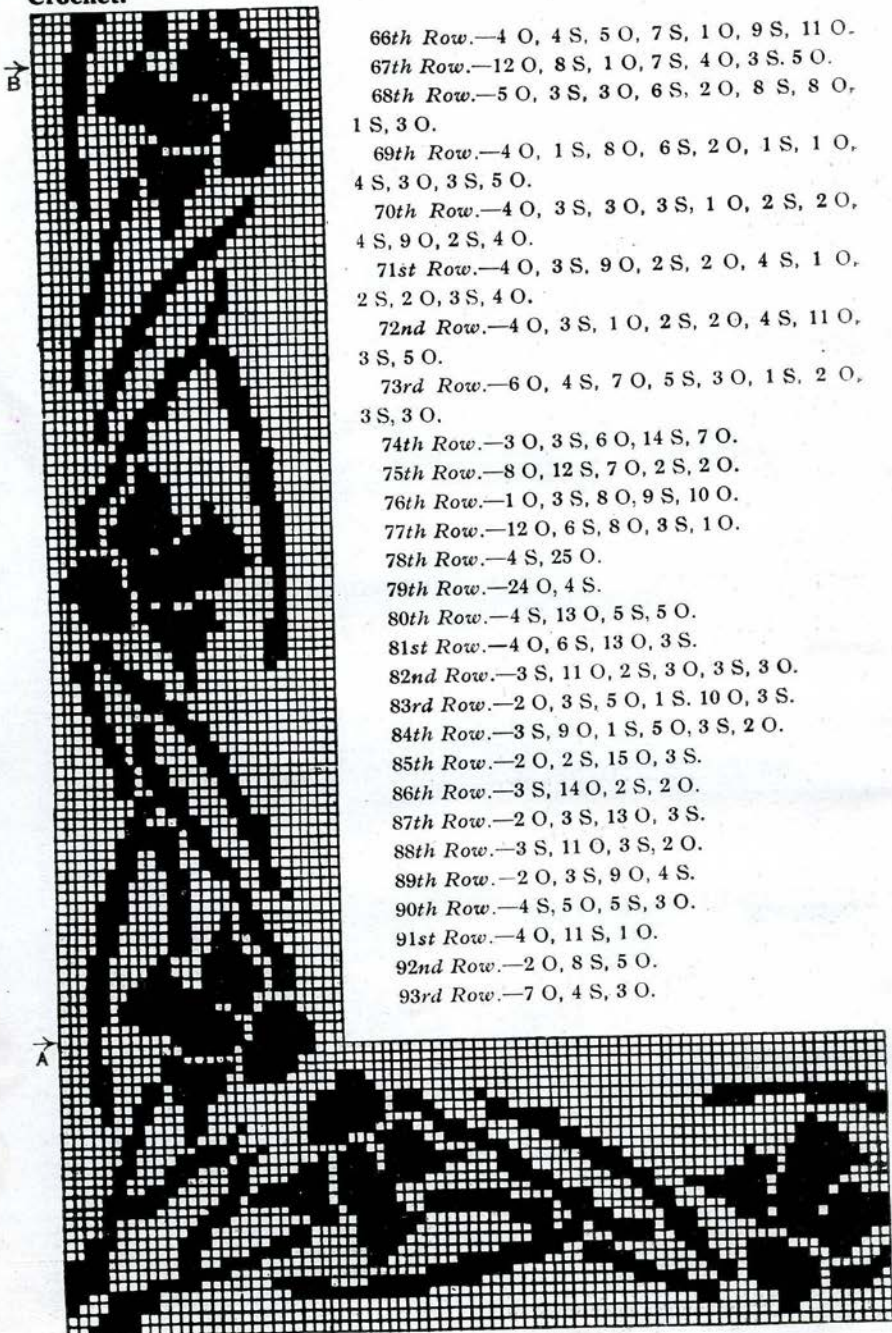 Crochet.
66th Row.—4 O, 4 S, 5 O, 7 S, 1 O, 9 S, 11 O.
67th Row.—12 O, 8 S, 1 O, 7 S, 4 O, 3 S. 5 O.
68th Row.—5 O, 3 S, 3 O, 6 S, 2 O, 8 S, 8 O,
1 S, 3 O.
69th Row.—4 O, 1 S, 8 O, 6 S, 2 O, 1 S, 1 O,
4 S, 3 O, 3 S, 5 O.
70th Row.—4 O, 3 S, 3 O, 3 S, 1 O, 2 S, 2 O,
4 S, 9 O, 2 S, 4 O.
71st Row.—4 O, 3 S, 9 O, 2 S, 2 O, 4 S, 1 O,
2 S, 2 O, 3 S, 4 O.
72nd Row.—4 O, 3 S, 1 O, 2 S, 2 O, 4 S, 11 O,
3 S, 5 O.
73rd Row.—6 O, 4 S, 7 O, 5 S, 3 O, 1 S, 2 O,
3 S, 3 O.
74th Row.—3 O, 3 S, 6 O, 14 S, 7 O.
75th Row.—8 O, 12 S, 7 O, 2 S, 2 O.
76th Row.—1 O, 3 S, 8 O, 9 S, 10 O.
77th Row.—12 O, 6 S, 8 O, 3 S, 1 O.
78th Row.—4 S, 25 O.
79th Row.—24 O, 4 S.
80th Row.—4 S, 13 O, 5 S, 5 O.
81st Row.—4 O, 6 S, 13 O, 3 S.
82nd Row.—3 S, 11 O, 2 S, 3 O, 3 S, 3 O.
83rd Row.—2 O, 3 S, 5 O, 1 S. 10 O, 3 S.
84th Row.—3 S, 9 O, 1 S, 5 O, 3 S, 2 O.
85th Row.—2 O, 2 S, 15 O, 3 S.
86th Row.—3 S, 14 O, 2 S, 2 O.
87th Row.—2 O, 3 S, 13 O, 3 S.
88th Row.—3 S, 11 O, 3 S, 2 O.
89th Row.—2 O, 3 S, 9 O, 4 S.
90th Row.—4 S, 5 O, 5 S, 3 O.
91st Row.—4 O, 11 S, 1 O.
92nd Row.—2 O, 8 S, 5 O.
93rd Row.—7 O, 4 S, 3 O.
B
A